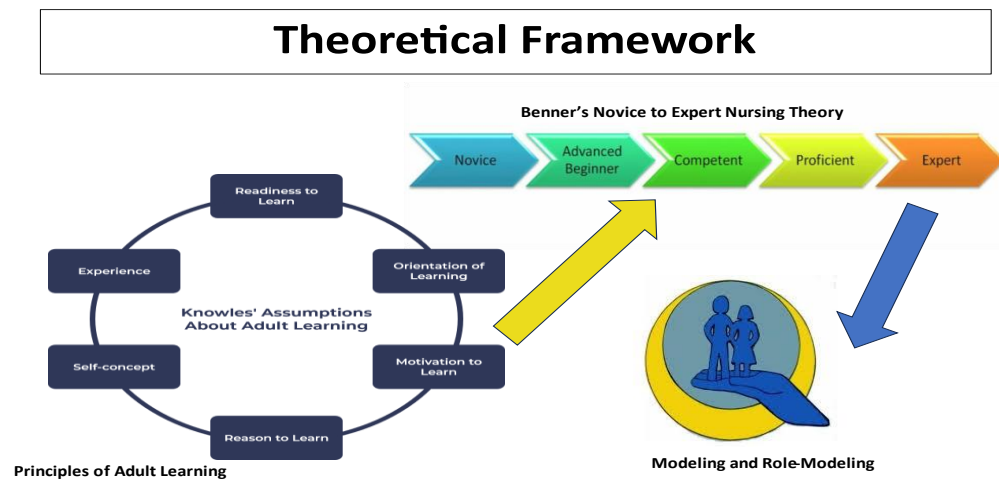 Theoretical Framework
Benner's Novice to Expert Nursing Theory
Novice
Advanced
Beginner
Competent
Proficient
Expert
Readiness to
Learn
Experience
Orientation of
Learning
Knowles' Assumptions
About Adult Learning
Self-concept
Motivation to
Learn
Reason to Learn
Principles of Adult Learning
Modeling and Role-Modeling